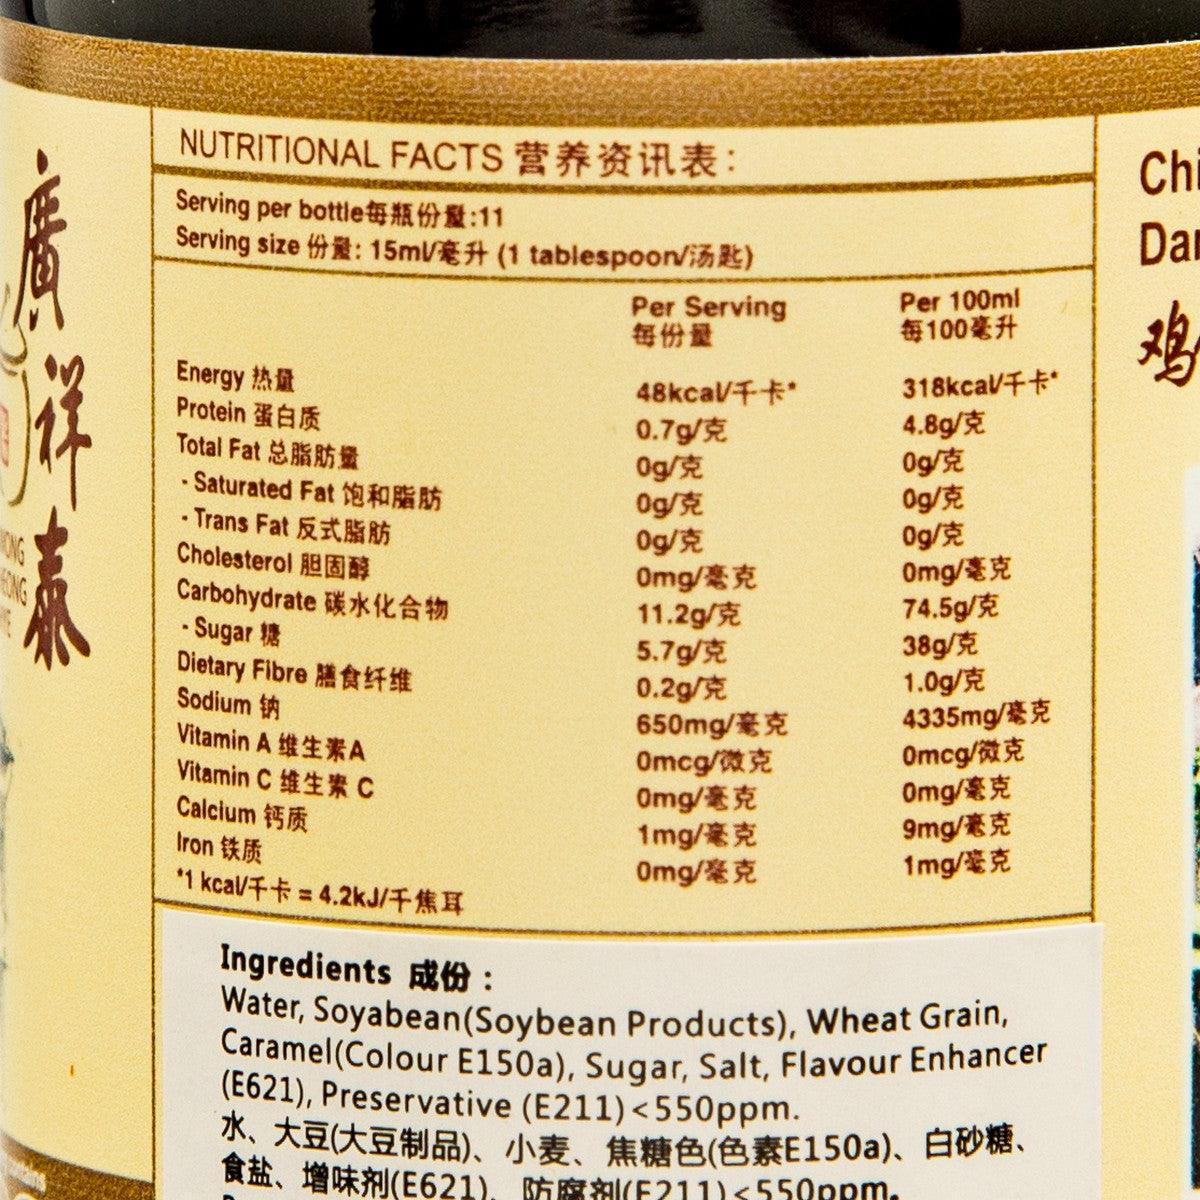 廣祥泰
NUTRITIONAL FACTS 营养资讯表:
Serving per bottle每瓶份量:11
Serving size 份量: 15ml/毫升 (1 tablespoon/汤匙)
Per Serving Per 100ml
每份量 每100毫升
Energy 热量 48kcal/千卡* 318kcal/千卡*
Protein 蛋白质 0.7g/克 4.8g/克
Total Fat 总脂肪量 0g/克 0g/克
- Saturated Fat 饱和脂肪 0g/克 0g/克
- Trans Fat 反式脂肪 0g/克 0g/克
Cholesterol 胆固醇 0mg/毫克 0mg/毫克
Carbohydrate 碳水化合物 11.2g/克 74.5g/克
- Sugar 糖 5.7g/克 38g/克
Dietary Fibre 膳食纤维 0.2g/克 1.0g/克
Sodium 钠 650mg/毫克 4335mg/毫克
Vitamin A 维生素A 0mcg/微克 0mcg/微克
Vitamin C 维生素 C 0mg/毫克 0mg/毫克
Calcium 钙质 1mg/毫克 9mg/毫克
Iron 铁质 0mg/毫克 1mg/毫克
*1 kcal/千卡 = 4.2kJ/千焦耳
Ingredients 成份 :
Water, Soyabean(Soybean Products), Wheat Grain,
Caramel(Colour E150a), Sugar, Salt, Flavour Enhancer
(E621), Preservative (E211)<550ppm.
水、大豆(大豆制品)、小麦、焦糖色(色素E150a)、白砂糖、
食盐、增味剂(E621)、防腐剂(E211)<550ppm。
Chi
Dar
鸡